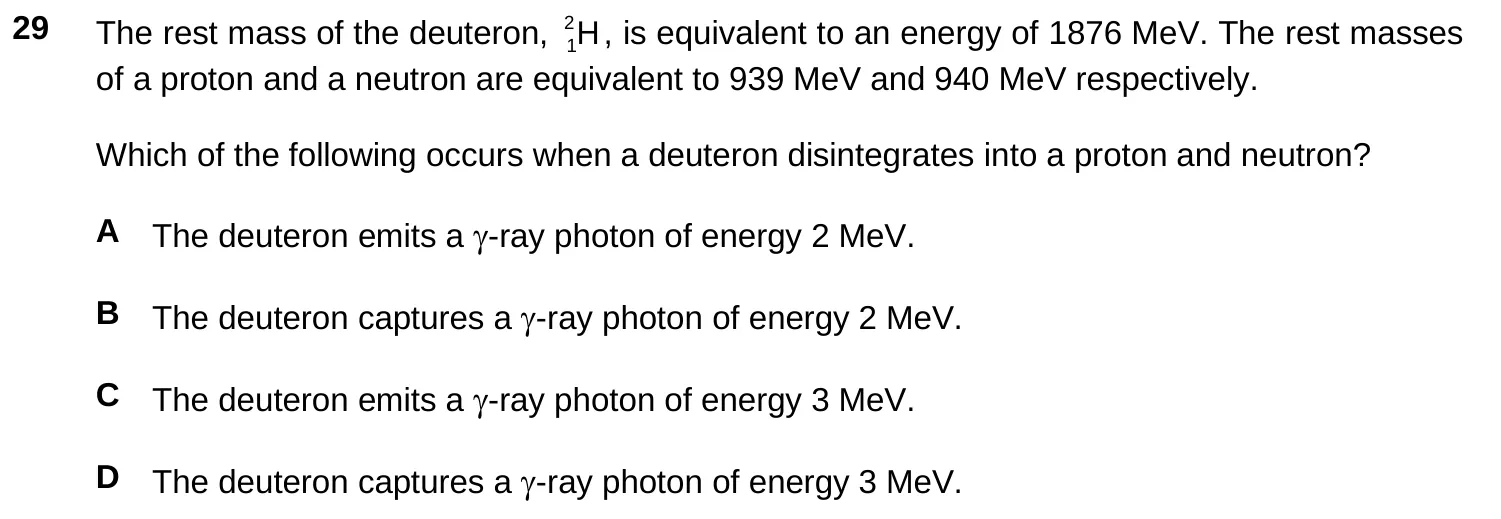 29 The rest mass of the deuteron, ²₁H, is equivalent to an energy of 1876 MeV. The rest masses
of a proton and a neutron are equivalent to 939 MeV and 940 MeV respectively.
Which of the following occurs when a deuteron disintegrates into a proton and neutron?
A The deuteron emits a γ-ray photon of energy 2 MeV.
B The deuteron captures a γ-ray photon of energy 2 MeV.
C The deuteron emits a γ-ray photon of energy 3 MeV.
D The deuteron captures a γ-ray photon of energy 3 MeV.